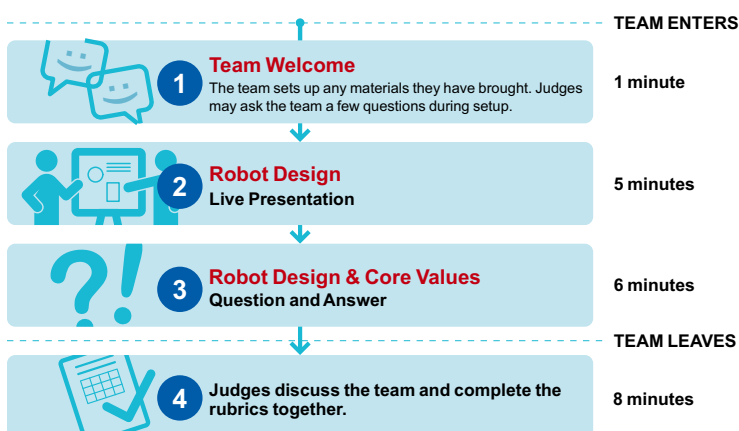 TEAM ENTERS
1
Team Welcome
The team sets up any materials they have brought. Judges
may ask the team a few questions during setup.
1 minute
2
Robot Design
Live Presentation
5 minutes
?!
3
Robot Design & Core Values
Question and Answer
6 minutes
TEAM LEAVES
4
Judges discuss the team and complete the
rubrics together.
8 minutes